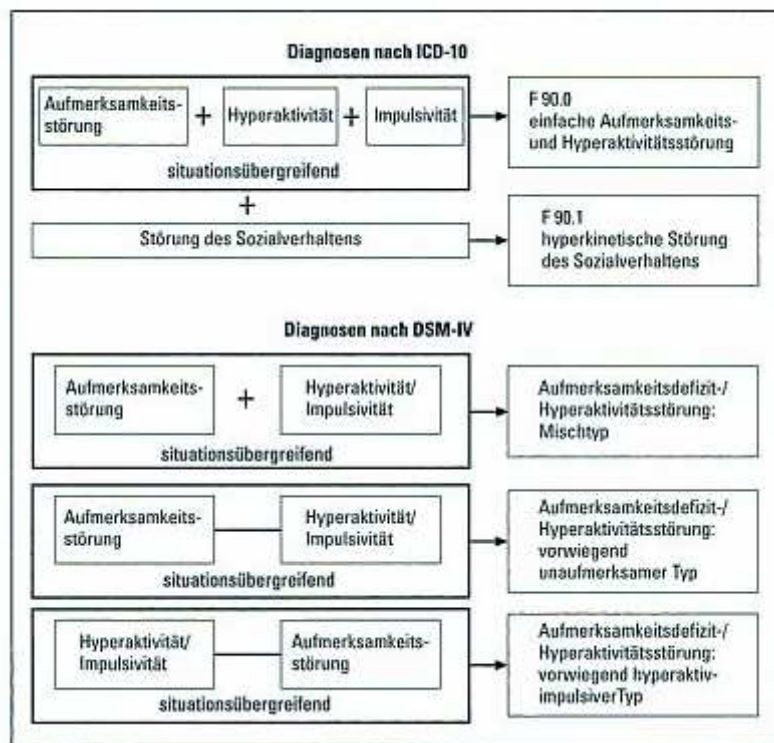 Diagnosen nach ICD-10
Aufmerksamkeits-
störung
+
Hyperaktivität
+
Impulsivität
situationsübergreifend
F 90.0
einfache Aufmerksamkeits-
und Hyperaktivitätsstörung
+
Störung des Sozialverhaltens
F 90.1
hyperkinetische Störung
des Sozialverhaltens
Diagnosen nach DSM-IV
Aufmerksamkeits-
störung
+
Hyperaktivität/
Impulsivität
situationsübergreifend
Aufmerksamkeitsdefizit-/
Hyperaktivitätsstörung:
Mischtyp
Aufmerksamkeits-
störung
Hyperaktivität/
Impulsivität
situationsübergreifend
Aufmerksamkeitsdefizit-/
Hyperaktivitätsstörung:
vorwiegend
unaufmerksamer Typ
Hyperaktivität/
Impulsivität
Aufmerksamkeits-
störung
situationsübergreifend
Aufmerksamkeitsdefizit-/
Hyperaktivitätsstörung:
vorwiegend hyperaktiv-
impulsiverTyp